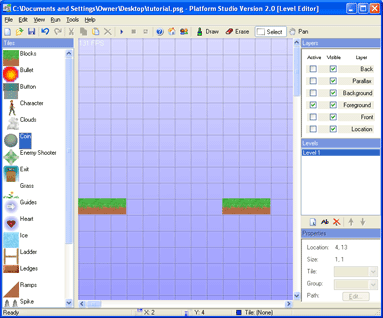 C:\Documents and Settings\Owner\Desktop\tutorial.png - Platform Studio Version 2.0 [Level Editor]
File Edit View Run Tools Help
Draw Erase Select Pan
Tiles
Blocks
Bullet
Button
Character
Clouds
Coin
Enemy Shooter
Exit
Grass
Guides
Heart
Ice
Ladder
Ledges
Ramps
Spike
Layers
Active Visible Layer
Back
Parallax
Background
Foreground
Front
Location
Levels
Level 1
Properties
Location: 4, 13
Size: 1, 1
Tile:
Group:
Path: Edit...
Ready X: 2 Y: 4 Tile: (None)